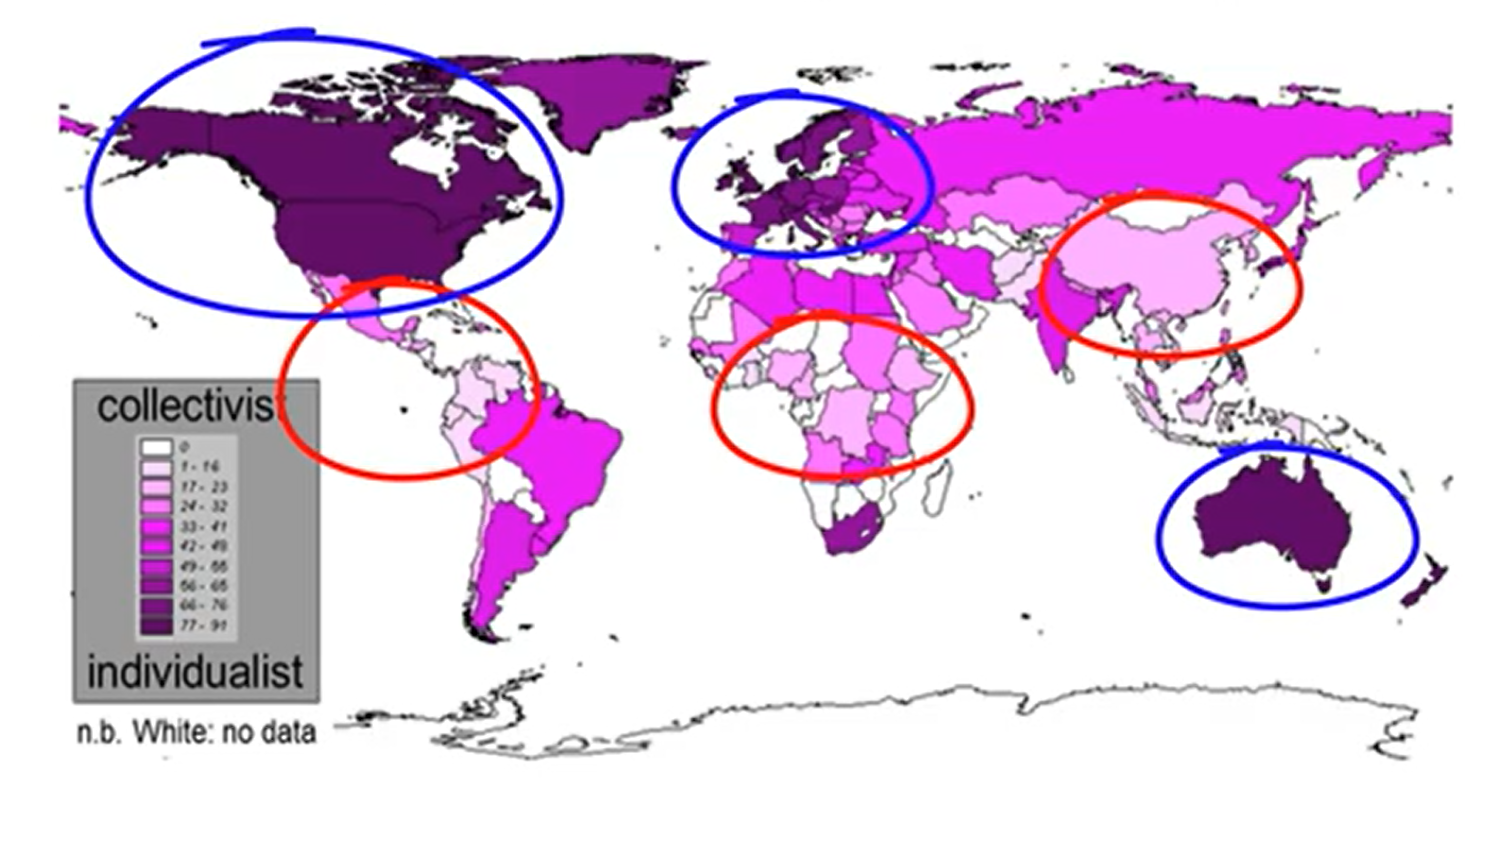 collectivist
0
1 - 16
17 - 23
24 - 32
33 - 41
42 - 48
49 - 55
56 - 65
66 - 76
77 - 91
individualist
n.b. White: no data